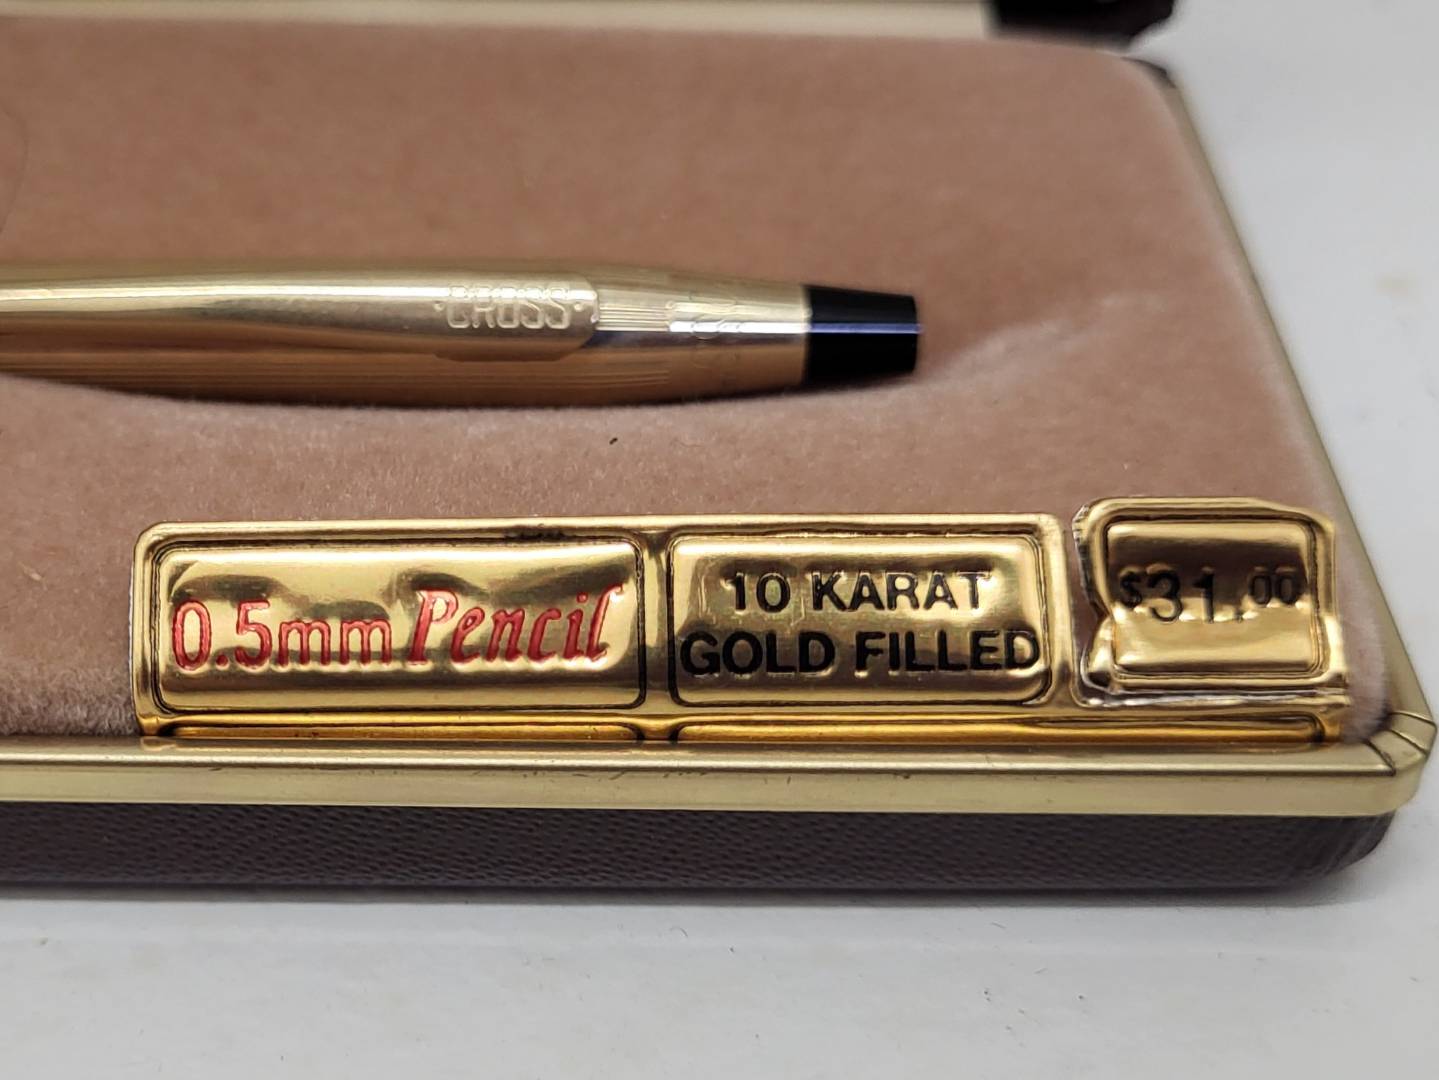 ·CROSS·
0.5mm Pencil
10 KARAT
GOLD FILLED
$31.00